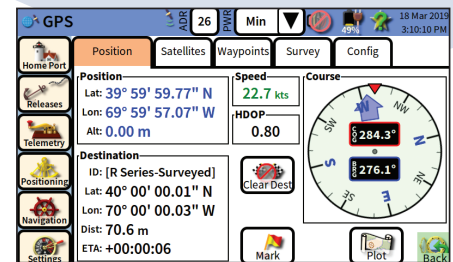 GPS
ADR 26 PWR Min 49% 18 Mar 2019
3:10:10 PM
Home Port
Releases
Telemetry
Positioning
Navigation
Settings
Position Satellites Waypoints Survey Config
Position
Lat: 39° 59' 59.77" N
Lon: 69° 59' 57.07" W
Alt: 0.00 m
Speed
22.7 kts
HDOP
0.80
Destination
ID: [R Series-Surveyed]
Lat: 40° 00' 00.01" N
Lon: 70° 00' 00.03" W
Dist: 70.6 m
ETA: +00:00:06
Clear Dest
Mark
Course
W NW N NE E SE S SW
COG 284.3°
BRG 276.1°
Plot
Back